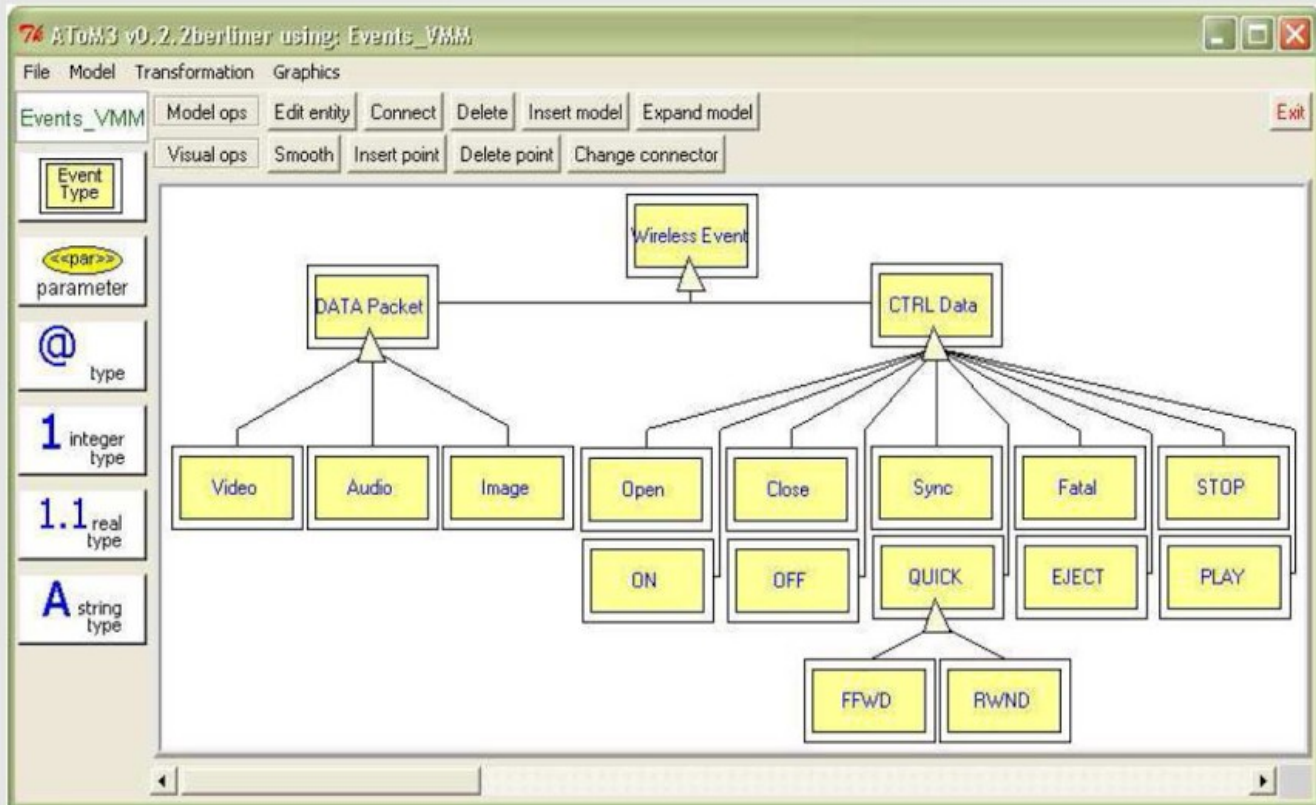 AToM3 v0.2.2berliner using: Events_VMM
File Model Transformation Graphics
Events_VMM
Model ops Edit entity Connect Delete Insert model Expand model Exit
Visual ops Smooth Insert point Delete point Change connector
Event
Type
<<par>>
parameter
@ type
1 integer
type
1.1 real
type
A string
type
Wireless Event
DATA Packet CTRL Data
Video Audio Image Open Close Sync Fatal STOP
ON OFF QUICK EJECT PLAY
FFWD RWND